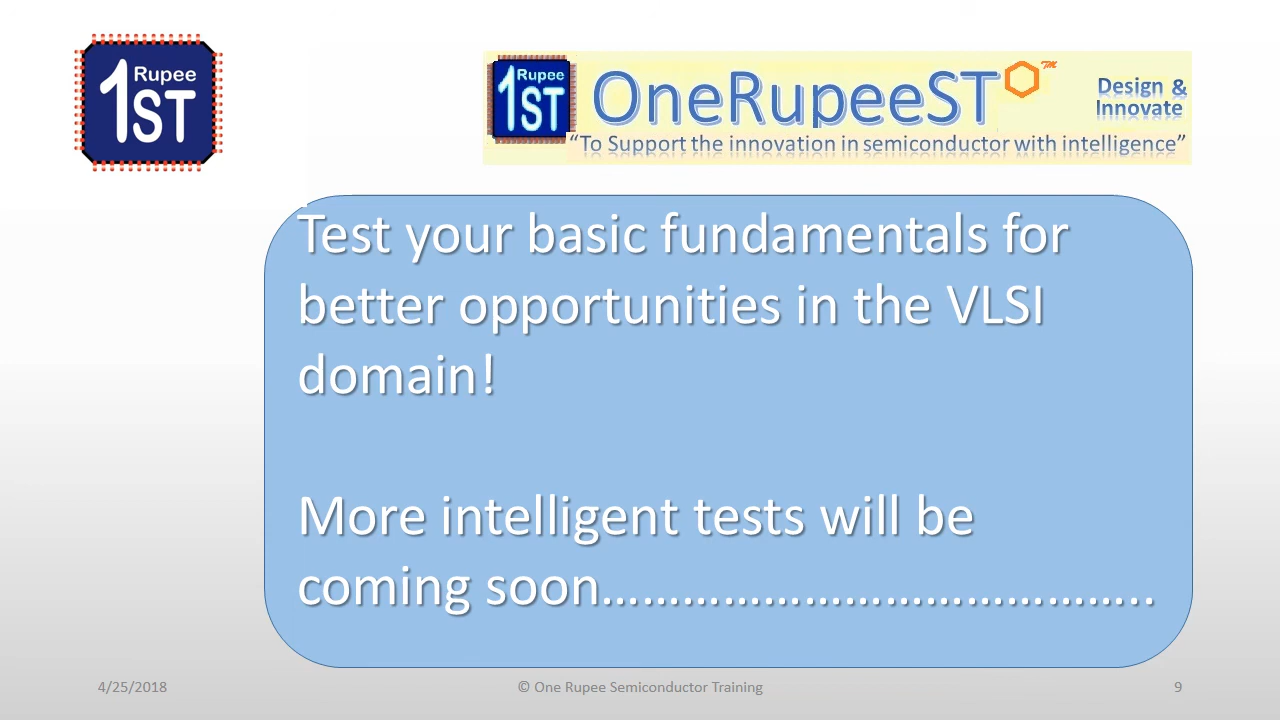 1 Rupee
ST
1 Rupee
ST
OneRupeeST ™
Design &
Innovate
“To Support the innovation in semiconductor with intelligence”
Test your basic fundamentals for
better opportunities in the VLSI
domain!
More intelligent tests will be
coming soon…………………………………..
4/25/2018
© One Rupee Semiconductor Training
9